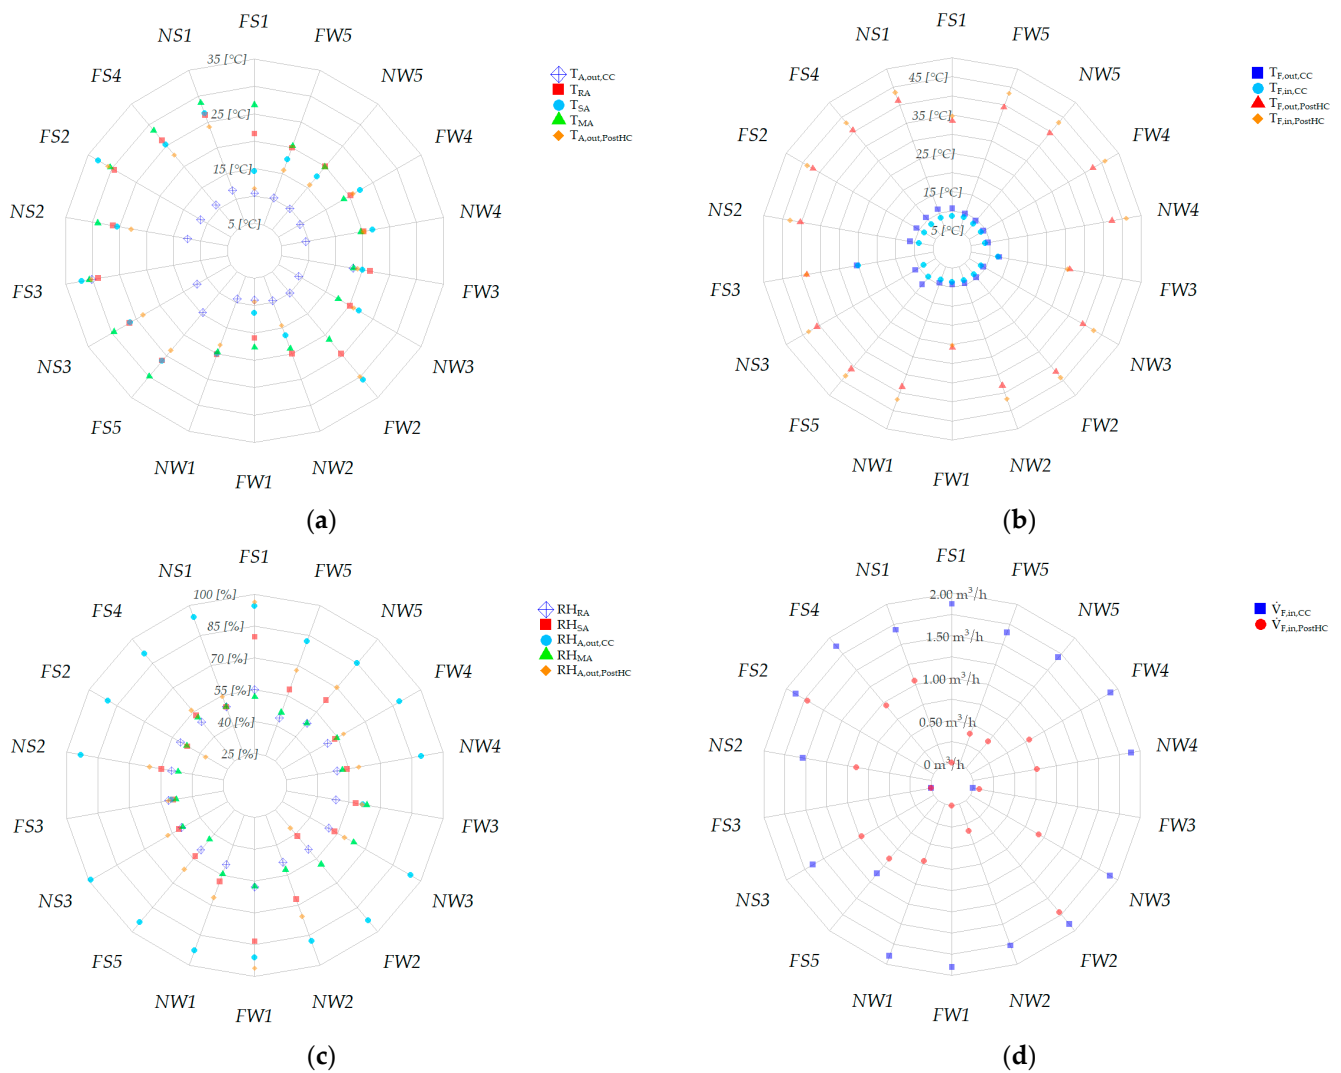 FS1
FW5
NW5
FW4
NW4
FW3
NW3
FW2
NW2
FW1
NW1
FS5
NS3
FS3
NS2
FS2
FS4
NS1
35 [°C]
25 [°C]
15 [°C]
5 [°C]
T_A,out,CC
T_RA
T_SA
T_MA
T_A,out,PostHC
(a)
FS1
FW5
NW5
FW4
NW4
FW3
NW3
FW2
NW2
FW1
NW1
FS5
NS3
FS3
NS2
FS2
FS4
NS1
45 [°C]
35 [°C]
25 [°C]
15 [°C]
5 [°C]
T_F,out,CC
T_F,in,CC
T_F,out,PostHC
T_F,in,PostHC
(b)
FS1
FW5
NW5
FW4
NW4
FW3
NW3
FW2
NW2
FW1
NW1
FS5
NS3
FS3
NS2
FS2
FS4
NS1
100 [%]
85 [%]
70 [%]
55 [%]
40 [%]
25 [%]
RH_RA
RH_SA
RH_A,out,CC
RH_MA
RH_A,out,PostHC
(c)
FS1
FW5
NW5
FW4
NW4
FW3
NW3
FW2
NW2
FW1
NW1
FS5
NS3
FS3
NS2
FS2
FS4
NS1
2.00 m³/h
1.50 m³/h
1.00 m³/h
0.50 m³/h
0 m³/h
V̇_F,in,CC
V̇_F,in,PostHC
(d)